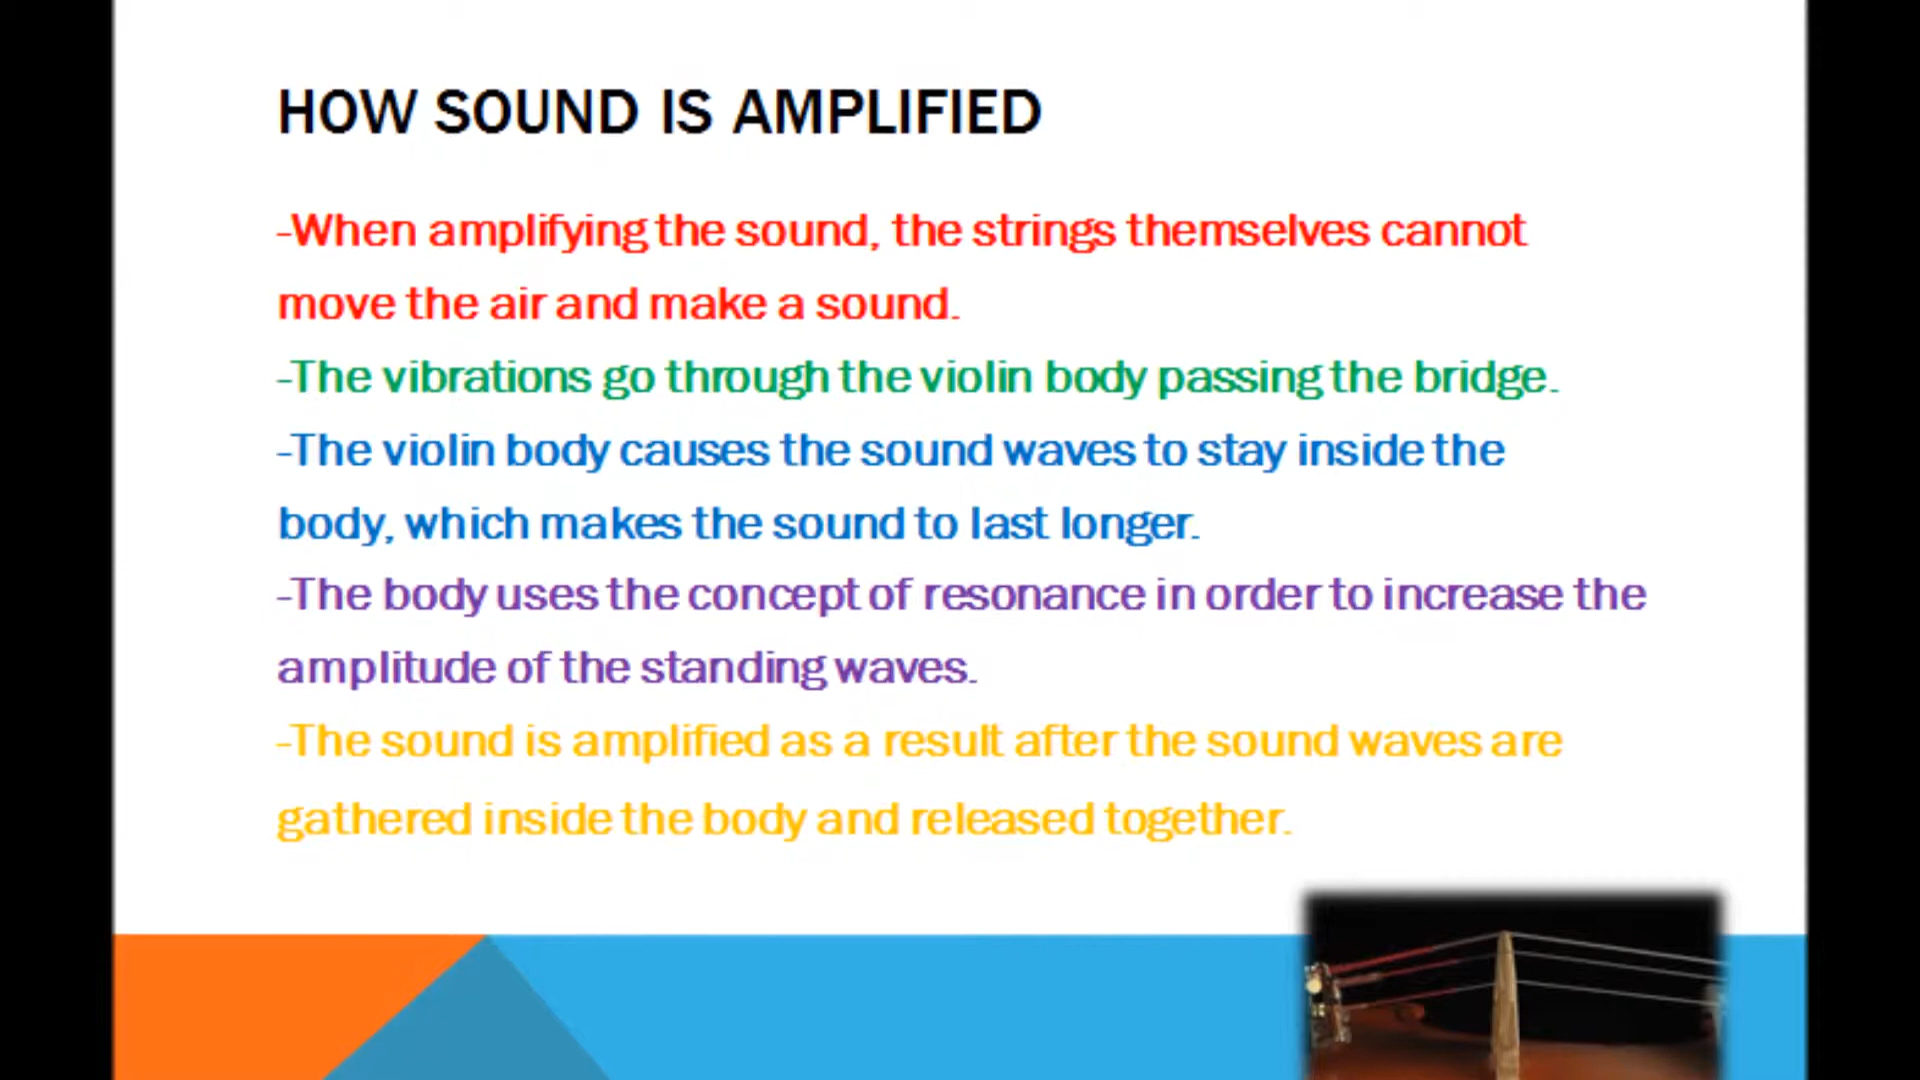 HOW SOUND IS AMPLIFIED
-When amplifying the sound, the strings themselves cannot
move the air and make a sound.
-The vibrations go through the violin body passing the bridge.
-The violin body causes the sound waves to stay inside the
body, which makes the sound to last longer.
-The body uses the concept of resonance in order to increase the
amplitude of the standing waves.
-The sound is amplified as a result after the sound waves are
gathered inside the body and released together.